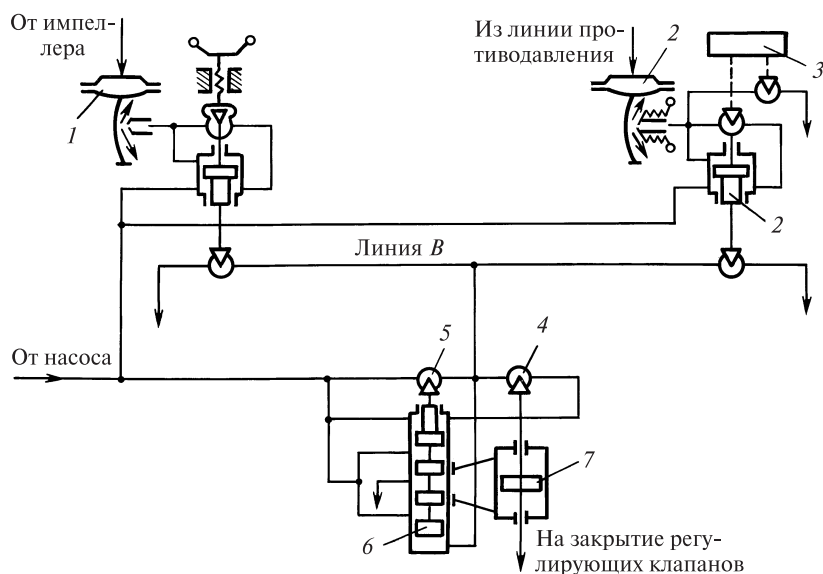 От импел-
лера
Из линии про-
тиводавления
2
3
1
2
Линия В
От насоса
5
4
7
6
На закрытие регу-
лирующих клапанов